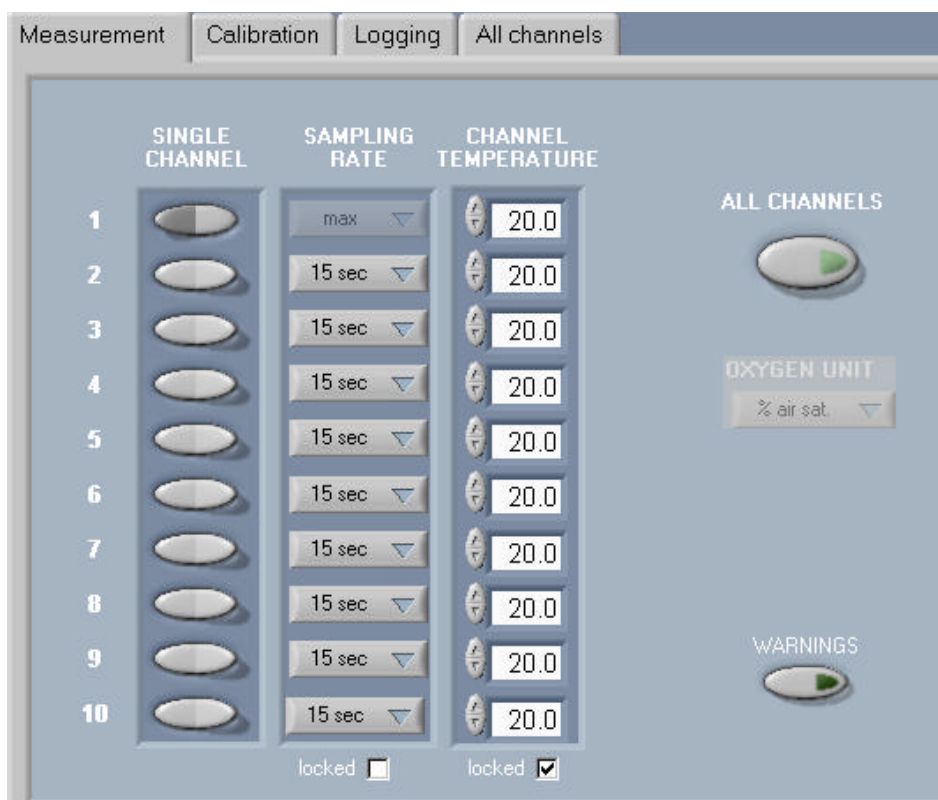 Measurement Calibration Logging All channels
SINGLE CHANNEL SAMPLING RATE CHANNEL TEMPERATURE
1 max 20.0
2 15 sec 20.0
3 15 sec 20.0
4 15 sec 20.0
5 15 sec 20.0
6 15 sec 20.0
7 15 sec 20.0
8 15 sec 20.0
9 15 sec 20.0
10 15 sec 20.0
locked locked
ALL CHANNELS
OXYGEN UNIT
% air sat.
WARNINGS